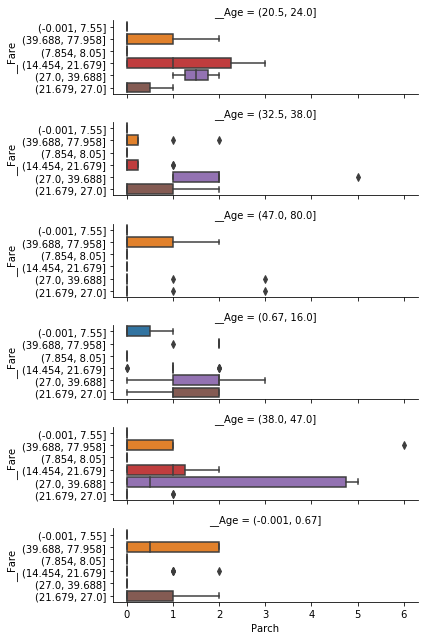 __Age = (20.5, 24.0]
(-0.001, 7.55]
(39.688, 77.958]
(7.854, 8.05]
(14.454, 21.679]
(27.0, 39.688]
(21.679, 27.0]
__Fare
__Age = (32.5, 38.0]
(-0.001, 7.55]
(39.688, 77.958]
(7.854, 8.05]
(14.454, 21.679]
(27.0, 39.688]
(21.679, 27.0]
__Fare
__Age = (47.0, 80.0]
(-0.001, 7.55]
(39.688, 77.958]
(7.854, 8.05]
(14.454, 21.679]
(27.0, 39.688]
(21.679, 27.0]
__Fare
__Age = (0.67, 16.0]
(-0.001, 7.55]
(39.688, 77.958]
(7.854, 8.05]
(14.454, 21.679]
(27.0, 39.688]
(21.679, 27.0]
__Fare
__Age = (38.0, 47.0]
(-0.001, 7.55]
(39.688, 77.958]
(7.854, 8.05]
(14.454, 21.679]
(27.0, 39.688]
(21.679, 27.0]
__Fare
__Age = (-0.001, 0.67]
(-0.001, 7.55]
(39.688, 77.958]
(7.854, 8.05]
(14.454, 21.679]
(27.0, 39.688]
(21.679, 27.0]
__Fare
0 1 2 3 4 5 6
Parch